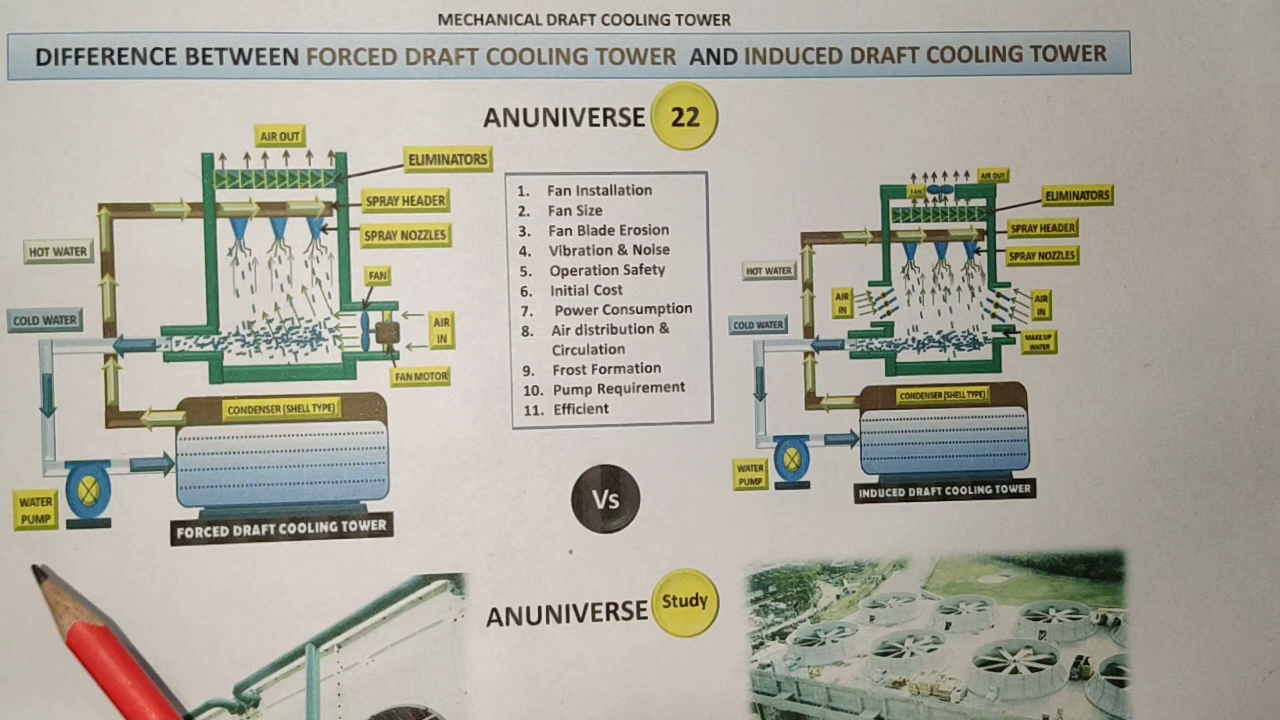 MECHANICAL DRAFT COOLING TOWER
DIFFERENCE BETWEEN FORCED DRAFT COOLING TOWER AND INDUCED DRAFT COOLING TOWER
ANUNIVERSE 22
AIR OUT
ELIMINATORS
SPRAY HEADER
SPRAY NOZZLES
HOT WATER
FAN
COLD WATER
AIR
IN
FAN MOTOR
CONDENSER (SHELL TYPE)
WATER
PUMP
FORCED DRAFT COOLING TOWER
1. Fan Installation
2. Fan Size
3. Fan Blade Erosion
4. Vibration & Noise
5. Operation Safety
6. Initial Cost
7. Power Consumption
8. Air distribution &
Circulation
9. Frost Formation
10. Pump Requirement
11. Efficient
Vs
AIR OUT
FAN
ELIMINATORS
SPRAY HEADER
SPRAY NOZZLES
HOT WATER
AIR
IN
AIR
IN
COLD WATER
MAKE UP
WATER
CONDENSER (SHELL TYPE)
WATER
PUMP
INDUCED DRAFT COOLING TOWER
ANUNIVERSE Study